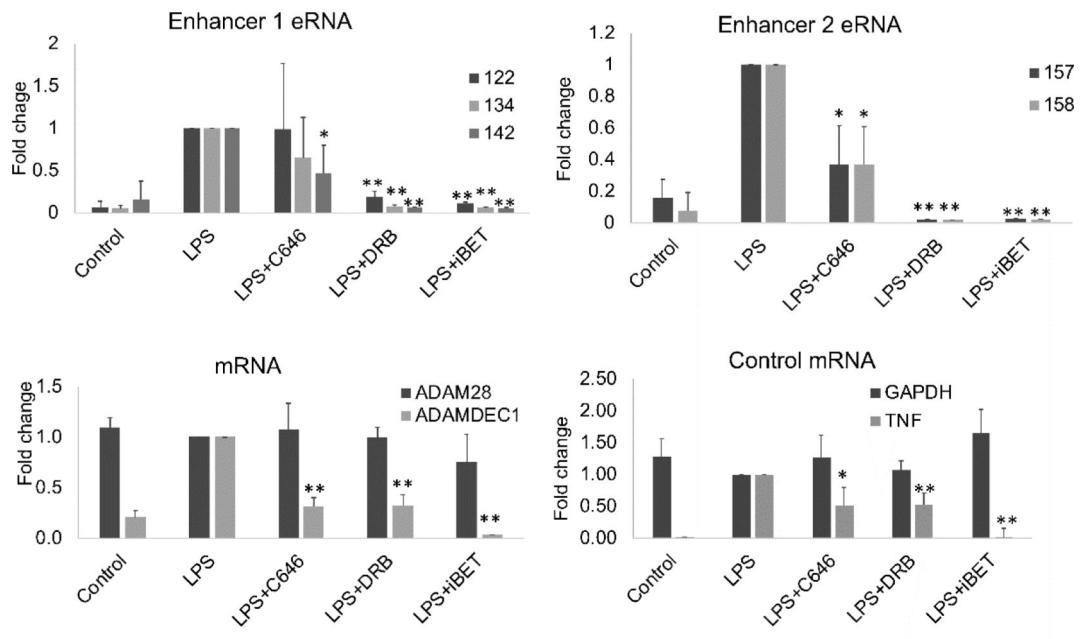 Enhancer 1 eRNA
2
1.5
1
0.5
0
Fold chage
122
134
142
*
** ** **
** ** **
Control
LPS
LPS+C646
LPS+DRB
LPS+iBET
Enhancer 2 eRNA
1.2
1
0.8
0.6
0.4
0.2
0
Fold change
157
158
* *
** **
** **
Control
LPS
LPS+C646
LPS+DRB
LPS+iBET
mRNA
1.5
1.0
0.5
0.0
Fold change
ADAM28
ADAMDEC1
**
**
**
Control
LPS
LPS+C646
LPS+DRB
LPS+iBET
Control mRNA
2.50
2.00
1.50
1.00
0.50
0.00
Fold change
GAPDH
TNF
*
**
**
Control
LPS
LPS+C646
LPS+DRB
LPS+iBET